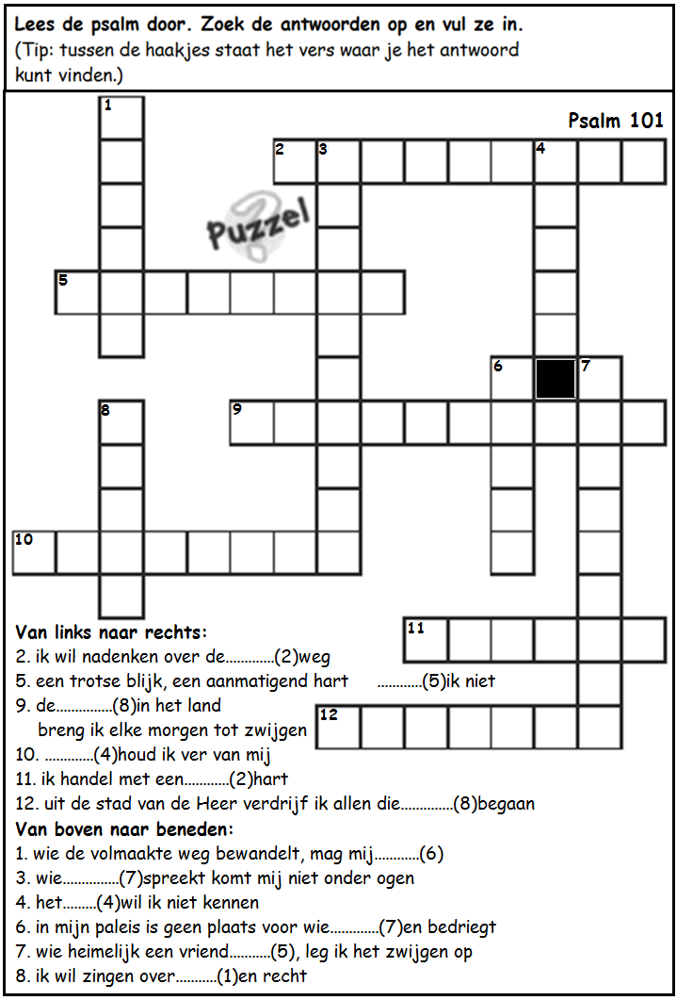 Lees de psalm door. Zoek de antwoorden op en vul ze in.
(Tip: tussen de haakjes staat het vers waar je het antwoord
kunt vinden.)
Psalm 101
1
2 3 4
Puzzel
5
6 7
8 9
10
11
12
Van links naar rechts:
2. ik wil nadenken over de............(2)weg
5. een trotse blijk, een aanmatigend hart ............(5)ik niet
9. de..............(8)in het land
breng ik elke morgen tot zwijgen
10. ............(4)houd ik ver van mij
11. ik handel met een...........(2)hart
12. uit de stad van de Heer verdrijf ik allen die.............(8)begaan
Van boven naar beneden:
1. wie de volmaakte weg bewandelt, mag mij...........(6)
3. wie..............(7)spreekt komt mij niet onder ogen
4. het........(4)wil ik niet kennen
6. in mijn paleis is geen plaats voor wie............(7)en bedriegt
7. wie heimelijk een vriend..........(5), leg ik het zwijgen op
8. ik wil zingen over..........(1)en recht